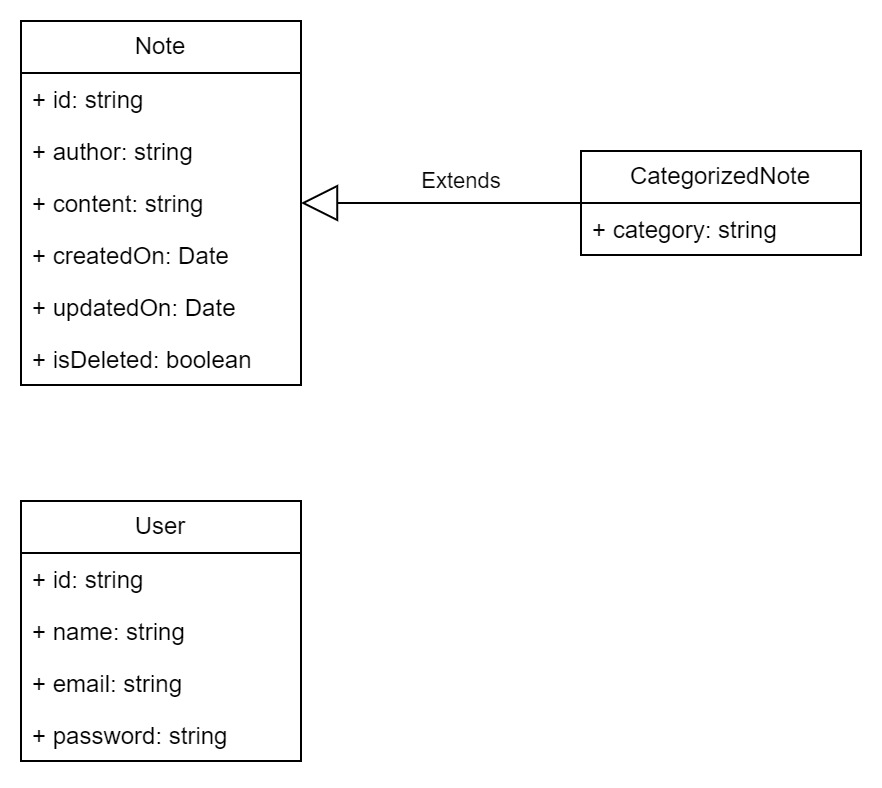 Note
+ id: string
+ author: string
+ content: string
+ createdOn: Date
+ updatedOn: Date
+ isDeleted: boolean
Extends
CategorizedNote
+ category: string
User
+ id: string
+ name: string
+ email: string
+ password: string